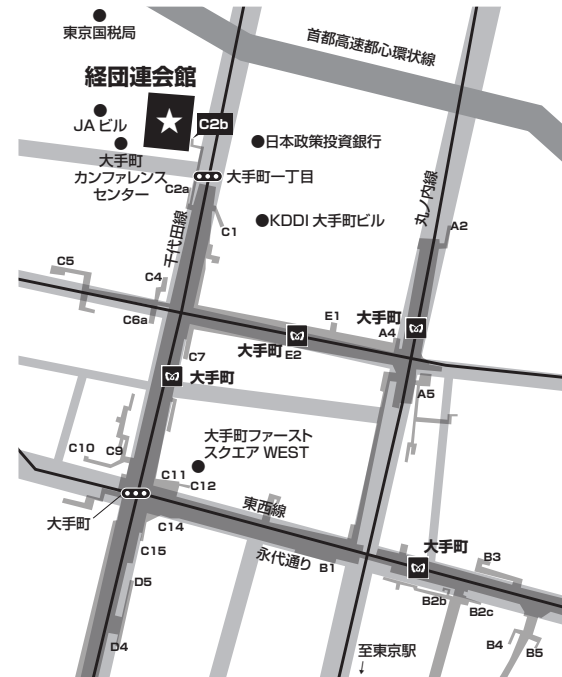 東京国税局
首都高速都心環状線
経団連会館
JA ビル
C2b
日本政策投資銀行
大手町
カンファレンス
センター
大手町一丁目
C2a
丸ノ内線
KDDI 大手町ビル
千代田線
C1
A2
C5
C4
C6a
E1
大手町
大手町
A4
E2
C7
大手町
A5
大手町ファースト
スクエア WEST
C10
C9
C11
C12
東西線
大手町
C14
永代通り
大手町
C15
B1
B3
D5
B2b
B2c
D4
B4
B5
至東京駅
↓